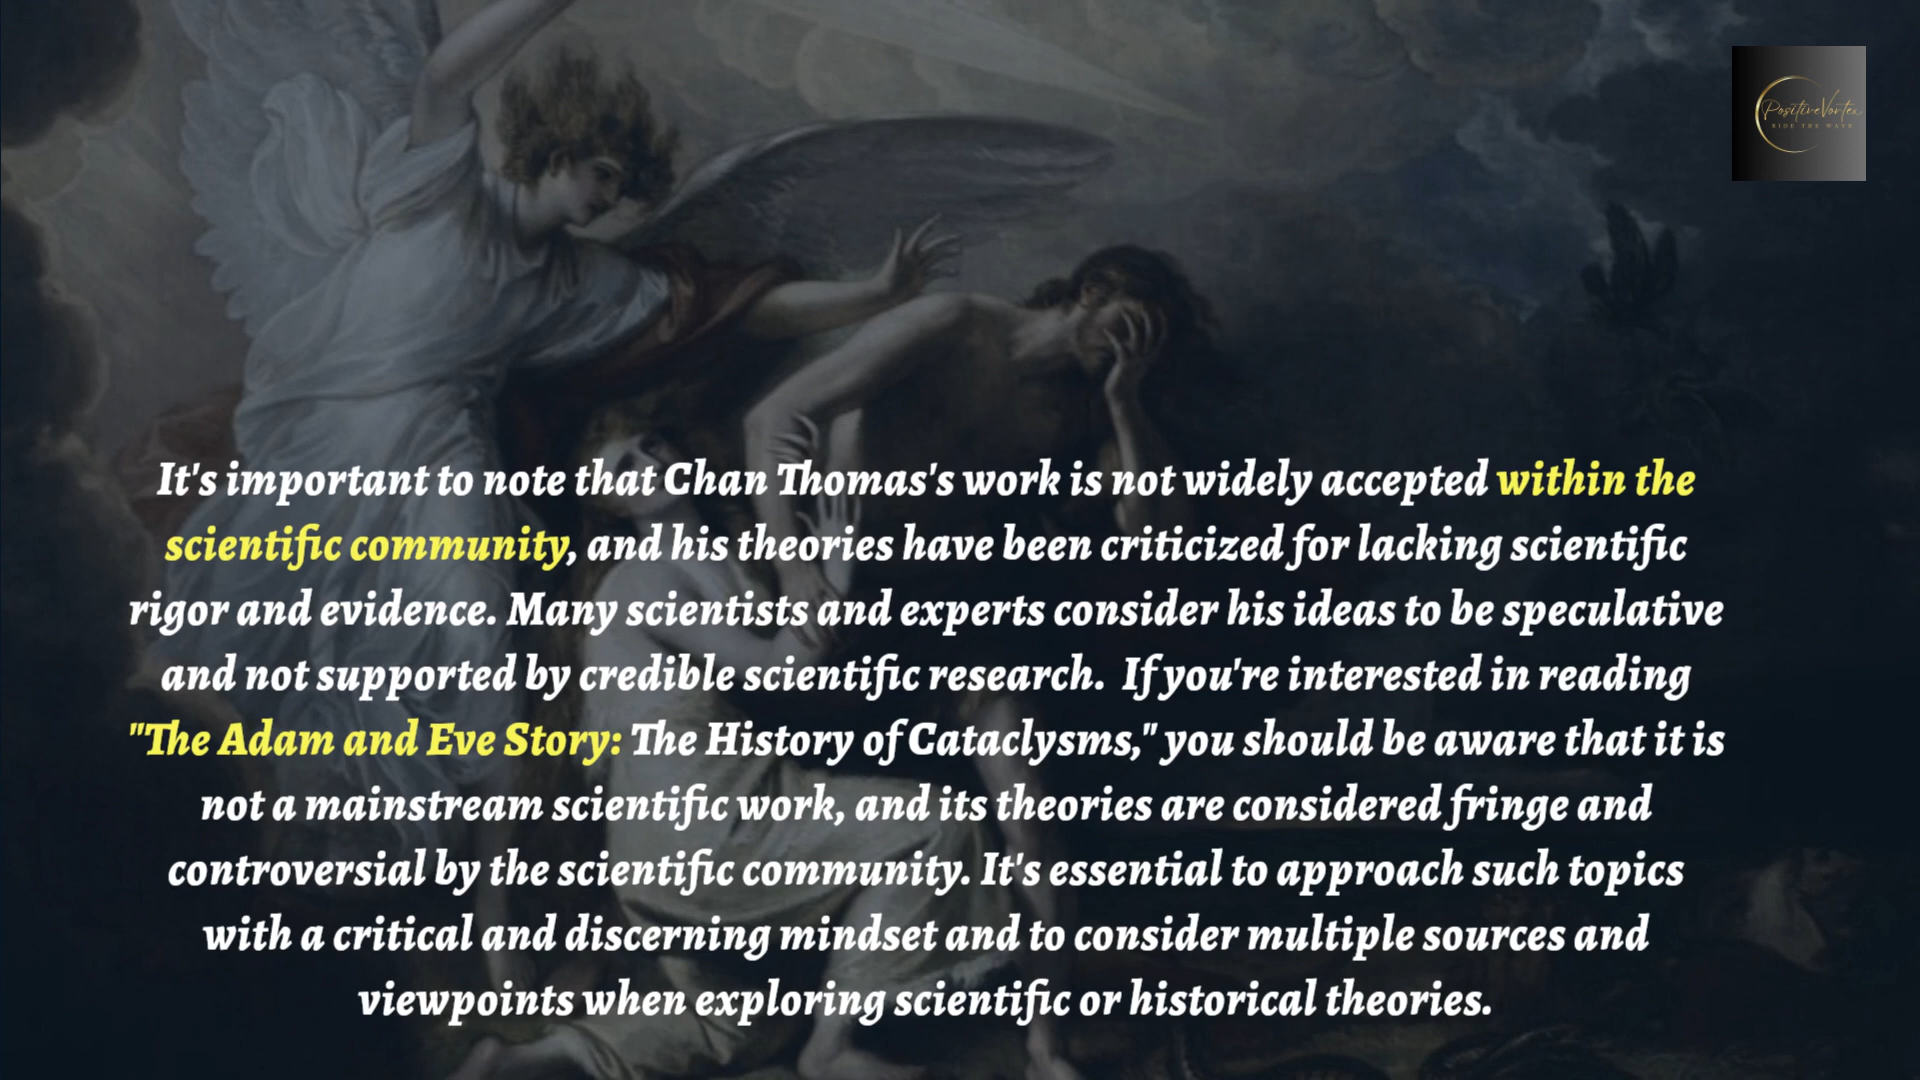 PositiveVortex
RIDE THE WAVE
It's important to note that Chan Thomas's work is not widely accepted within the
scientific community, and his theories have been criticized for lacking scientific
rigor and evidence. Many scientists and experts consider his ideas to be speculative
and not supported by credible scientific research.  If you're interested in reading
"The Adam and Eve Story: The History of Cataclysms," you should be aware that it is
not a mainstream scientific work, and its theories are considered fringe and
controversial by the scientific community. It's essential to approach such topics
with a critical and discerning mindset and to consider multiple sources and
viewpoints when exploring scientific or historical theories.